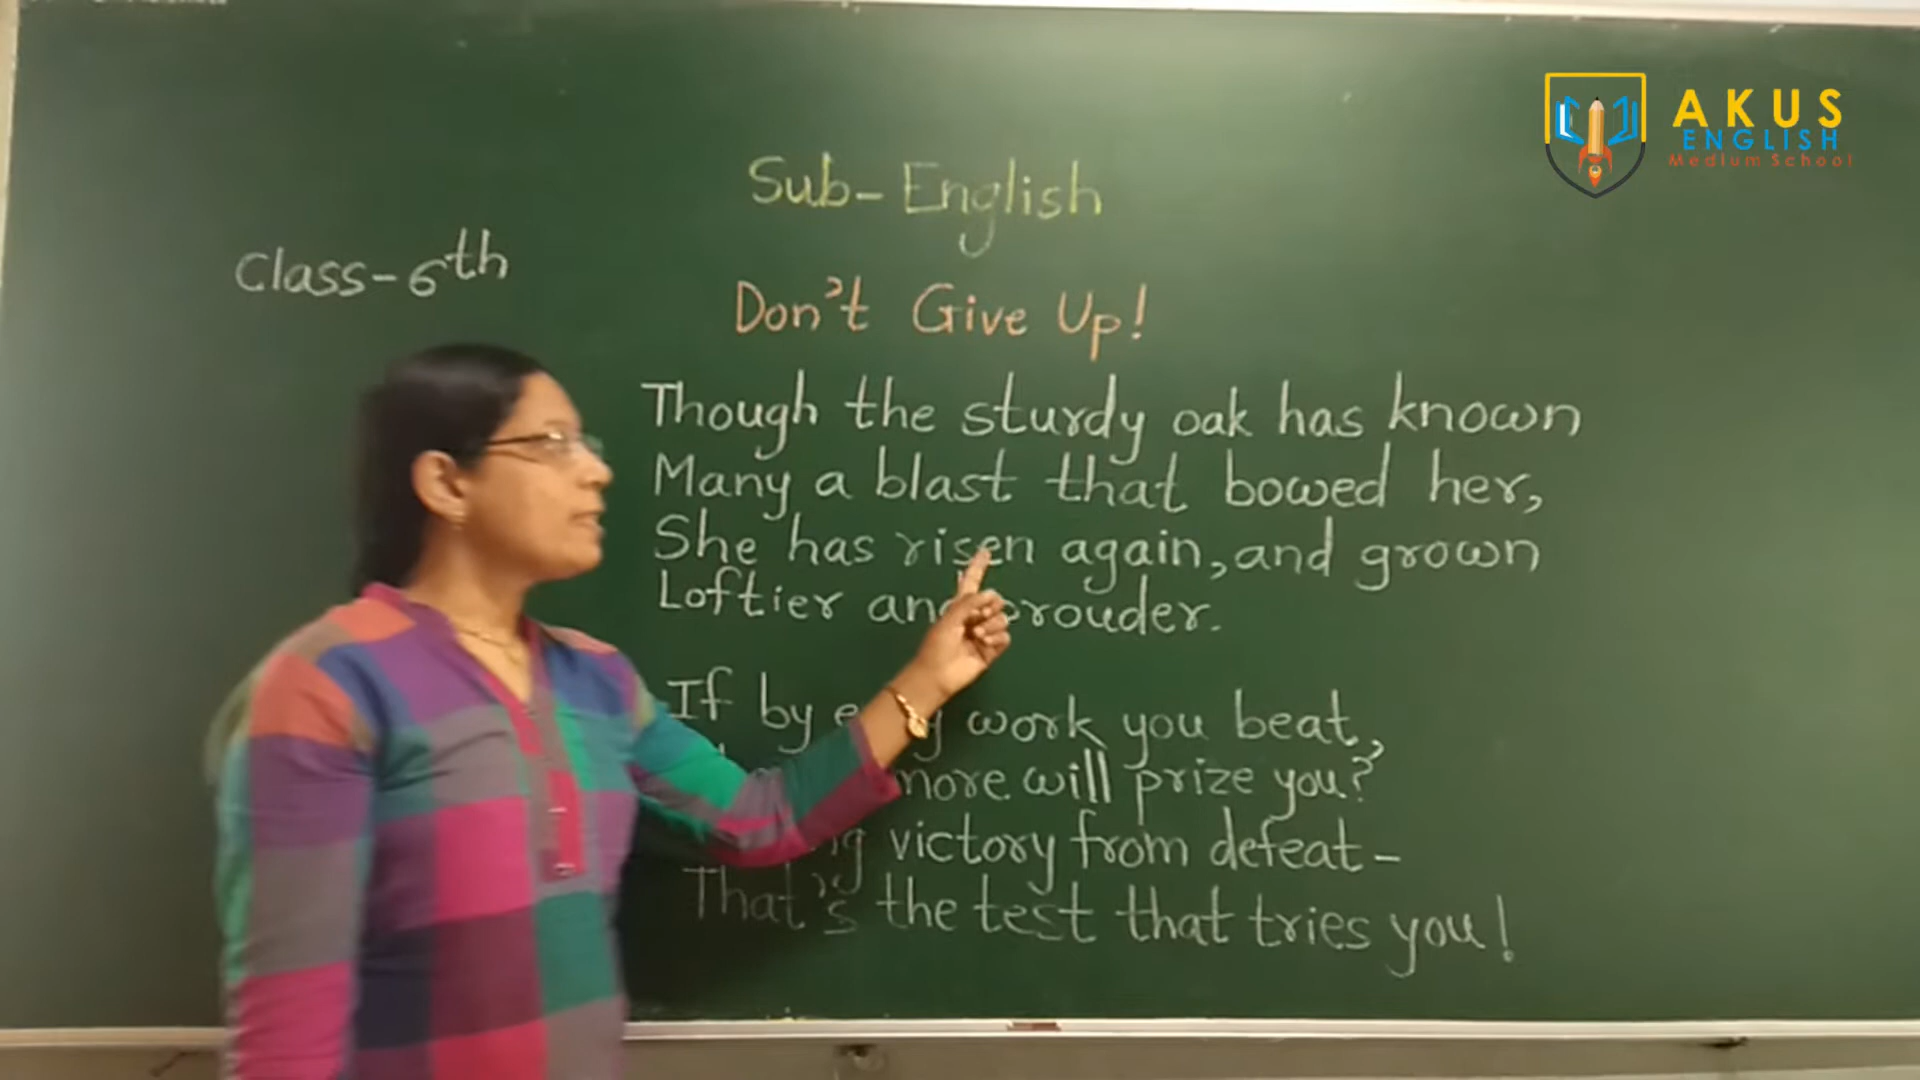 AKUS
ENGLISH
Medium School
Sub- English
Class-6th
Don't Give Up!
Though the sturdy oak has known
Many a blast that bowed her,
She has risen again, and grown
Loftier and prouder.
If by easy work you beat,
more will prize you?
victory from defeat-
That's the test that tries you!